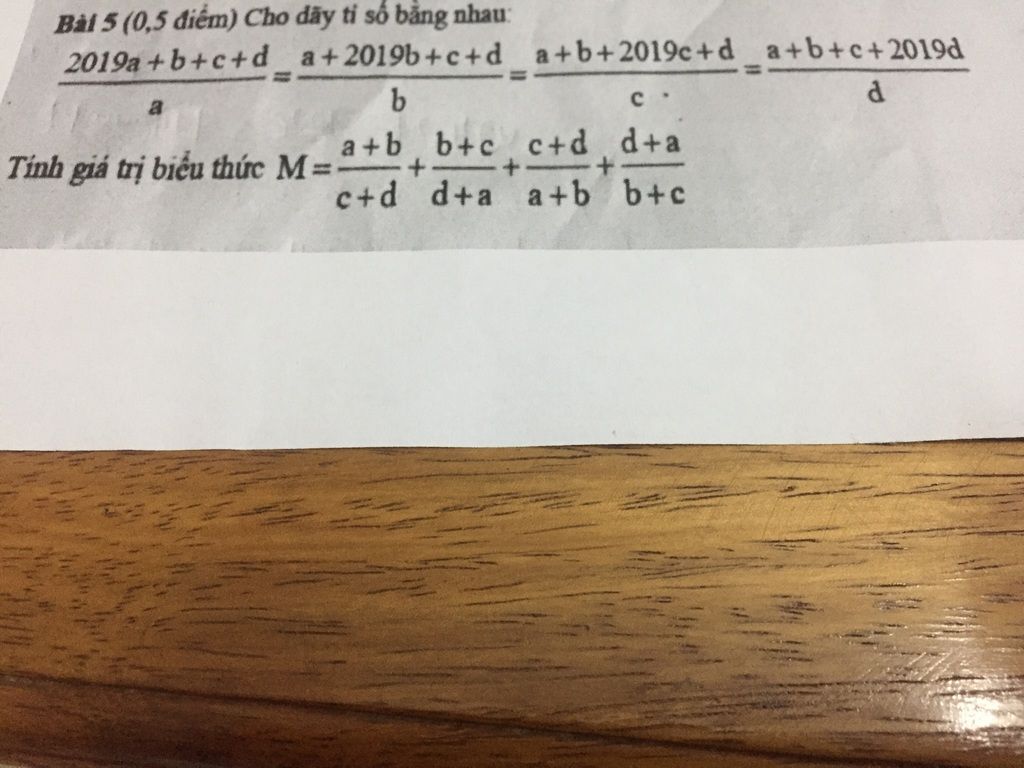 Bài 5 (0,5 điểm) Cho dãy tỉ số bằng nhau:
(2019a+b+c+d)/a = (a+2019b+c+d)/b = (a+b+2019c+d)/c = (a+b+c+2019d)/d
Tính giá trị biểu thức M = (a+b)/(c+d) + (b+c)/(d+a) + (c+d)/(a+b) + (d+a)/(b+c)